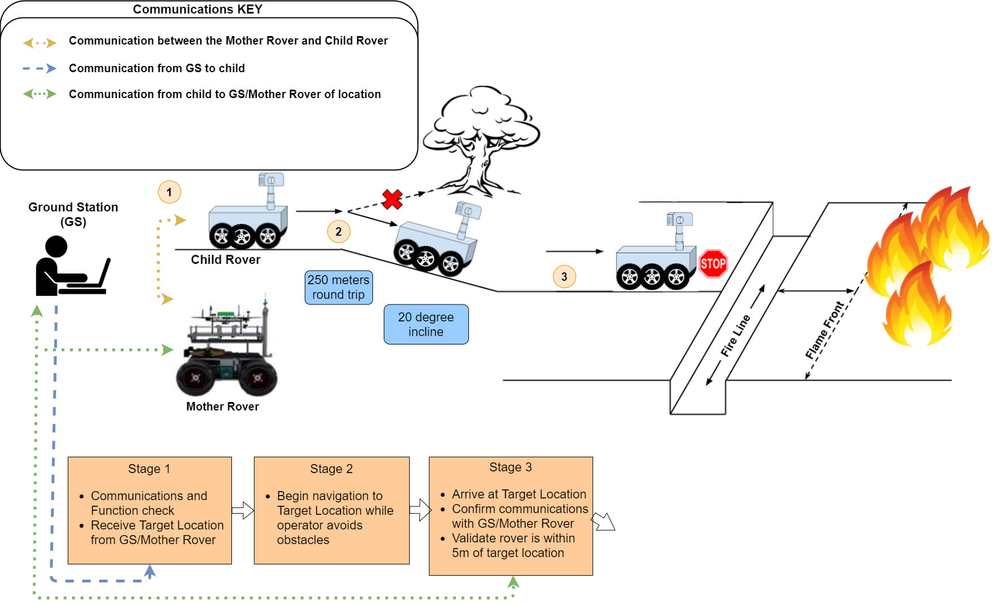 Communications KEY
Communication between the Mother Rover and Child Rover
Communication from GS to child
Communication from child to GS/Mother Rover of location
1
Ground Station
(GS)
2
Child Rover
STOP
3
250 meters
round trip
20 degree
incline
Fire Line
Flame Front
Mother Rover
Stage 1
Communications and
Function check
Receive Target Location
from GS/Mother Rover
Stage 2
Begin navigation to
Target Location while
operator avoids
obstacles
Stage 3
Arrive at Target Location
Confirm communications
with GS/Mother Rover
Validate rover is within
5m of target location